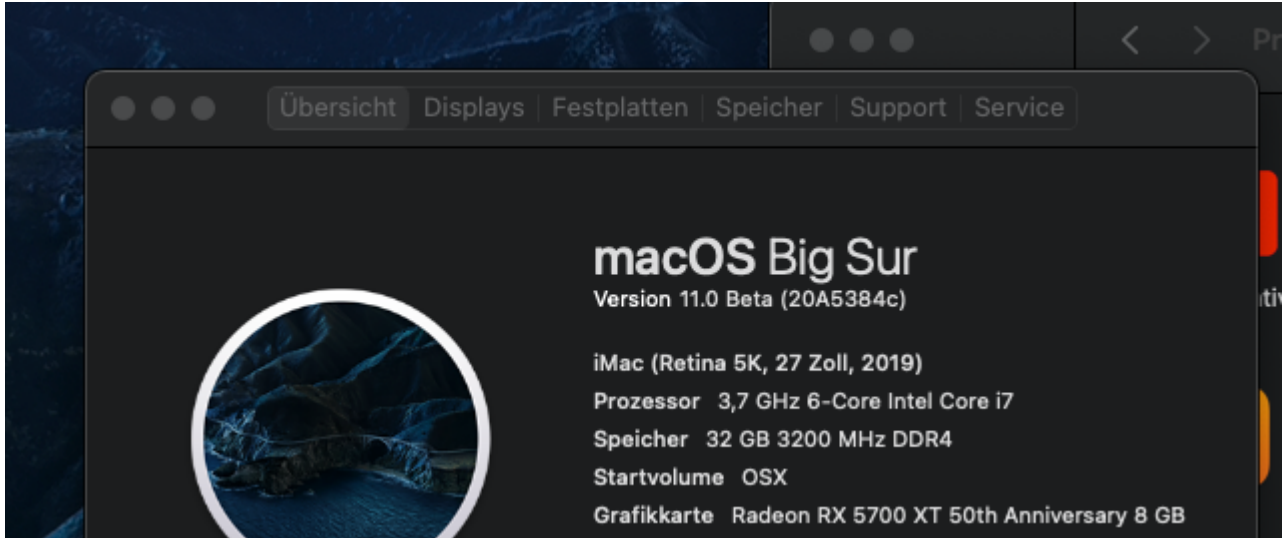 Pr
Übersicht Displays Festplatten Speicher Support Service
macOS Big Sur
Version 11.0 Beta (20A5384c)
tiv
iMac (Retina 5K, 27 Zoll, 2019)
Prozessor 3,7 GHz 6-Core Intel Core i7
Speicher 32 GB 3200 MHz DDR4
Startvolume OSX
Grafikkarte Radeon RX 5700 XT 50th Anniversary 8 GB